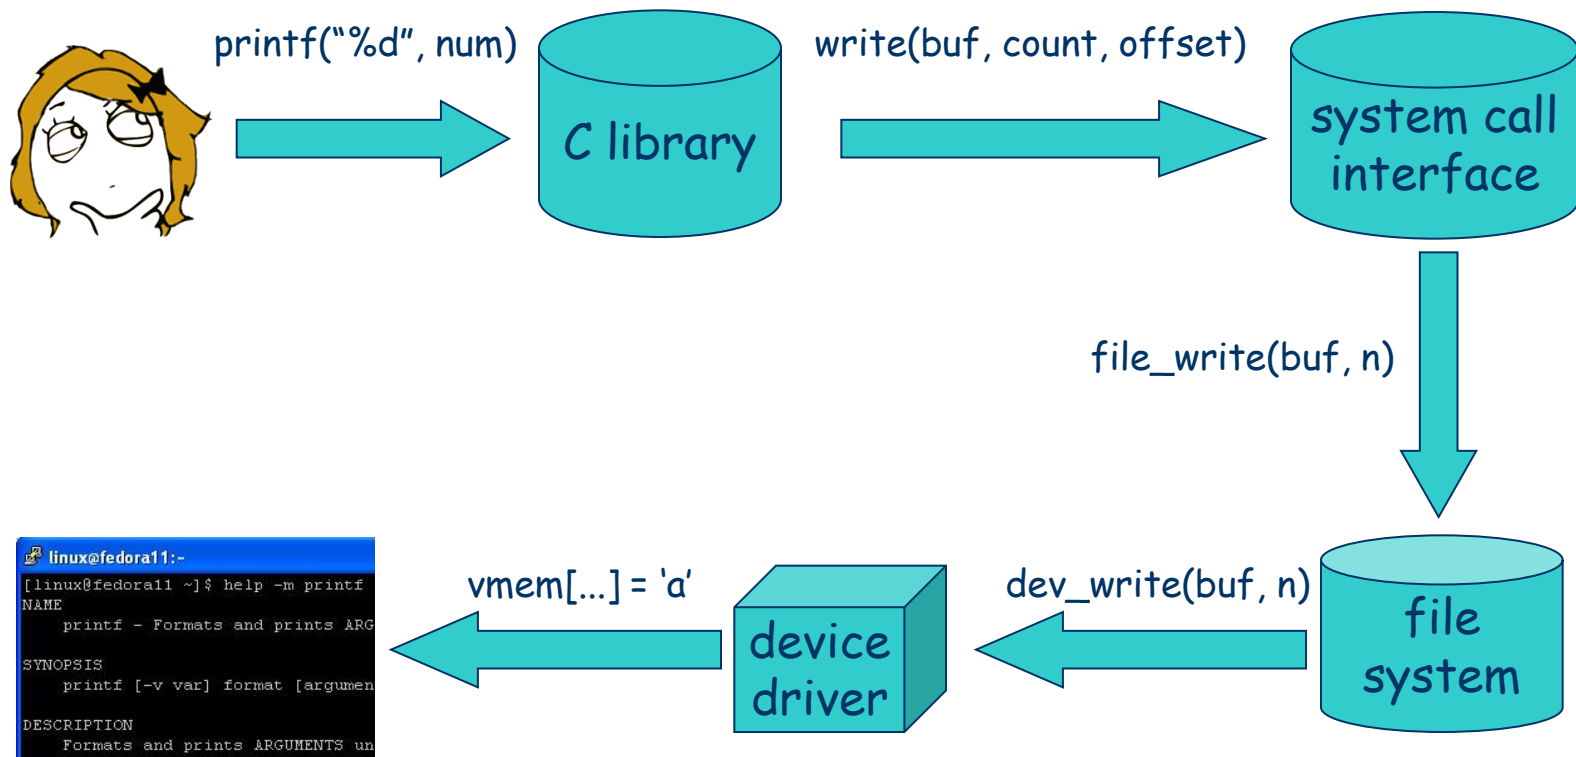 printf(“%d”, num)
C library
write(buf, count, offset)
system call
interface
file_write(buf, n)
file
system
dev_write(buf, n)
device
driver
vmem[...] = ‘a’
linux@fedora11:~
[linux@fedora11 ~]$ help -m printf
NAME
printf - Formats and prints ARG
SYNOPSIS
printf [-v var] format [argumen
DESCRIPTION
Formats and prints ARGUMENTS un